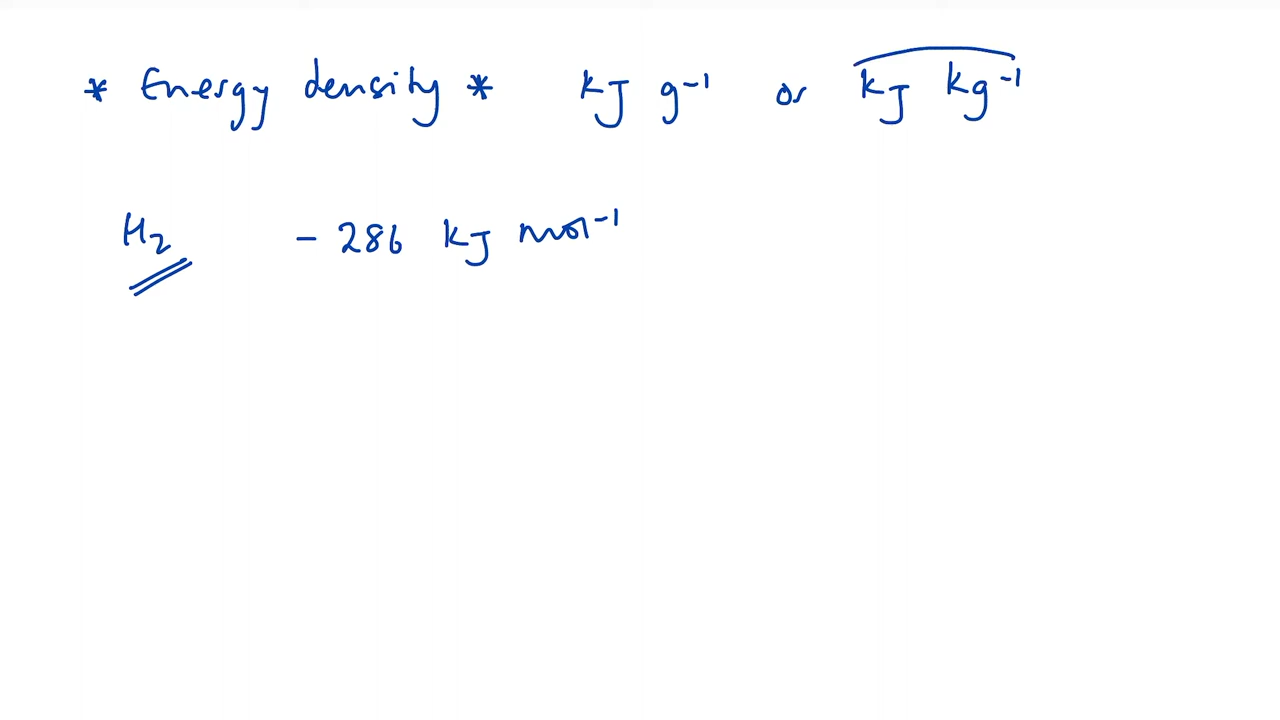 * Energy density * kJ g⁻¹ or kJ kg⁻¹
H₂ - 286 kJ mol⁻¹